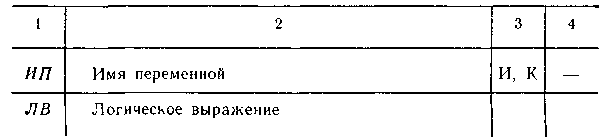 1 2 3 4
ИП Имя переменной И, К —
ЛВ Логическое выражение